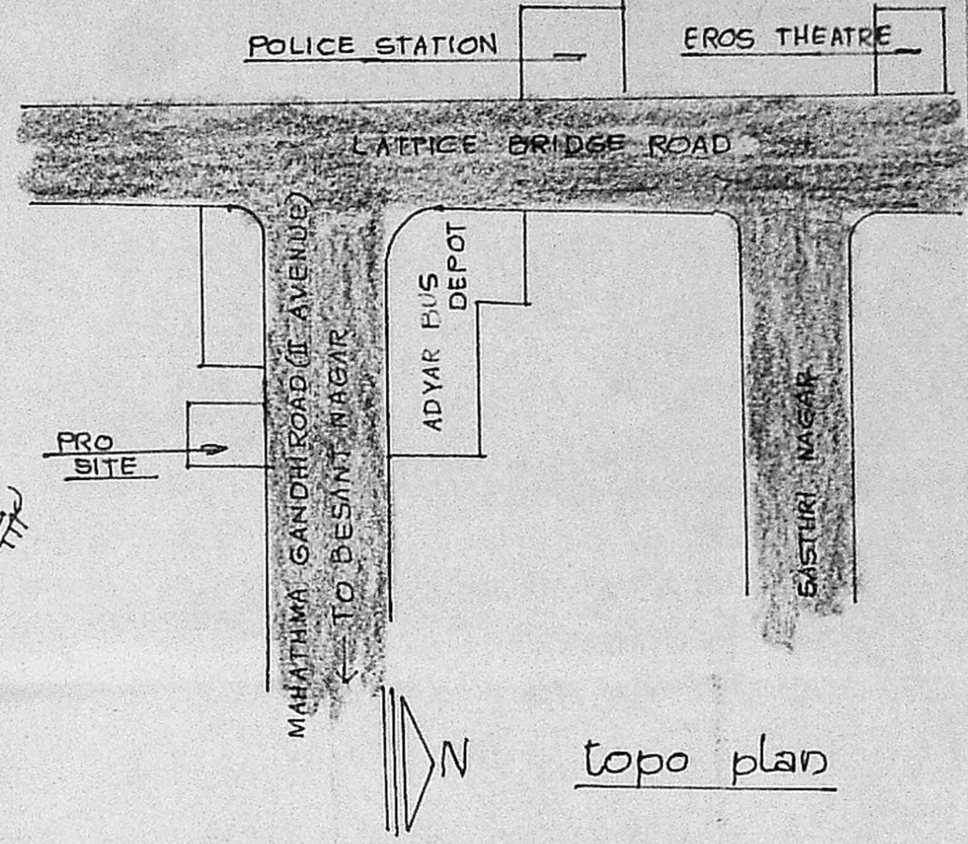 POLICE STATION
EROS THEATRE
LATTICE BRIDGE ROAD
MAHATHMA GANDHI ROAD (II AVENUE)
← TO BESANT NAGAR
ADYAR BUS
DEPOT
SASTHRI NAGAR
PRO
SITE
N
topo plan